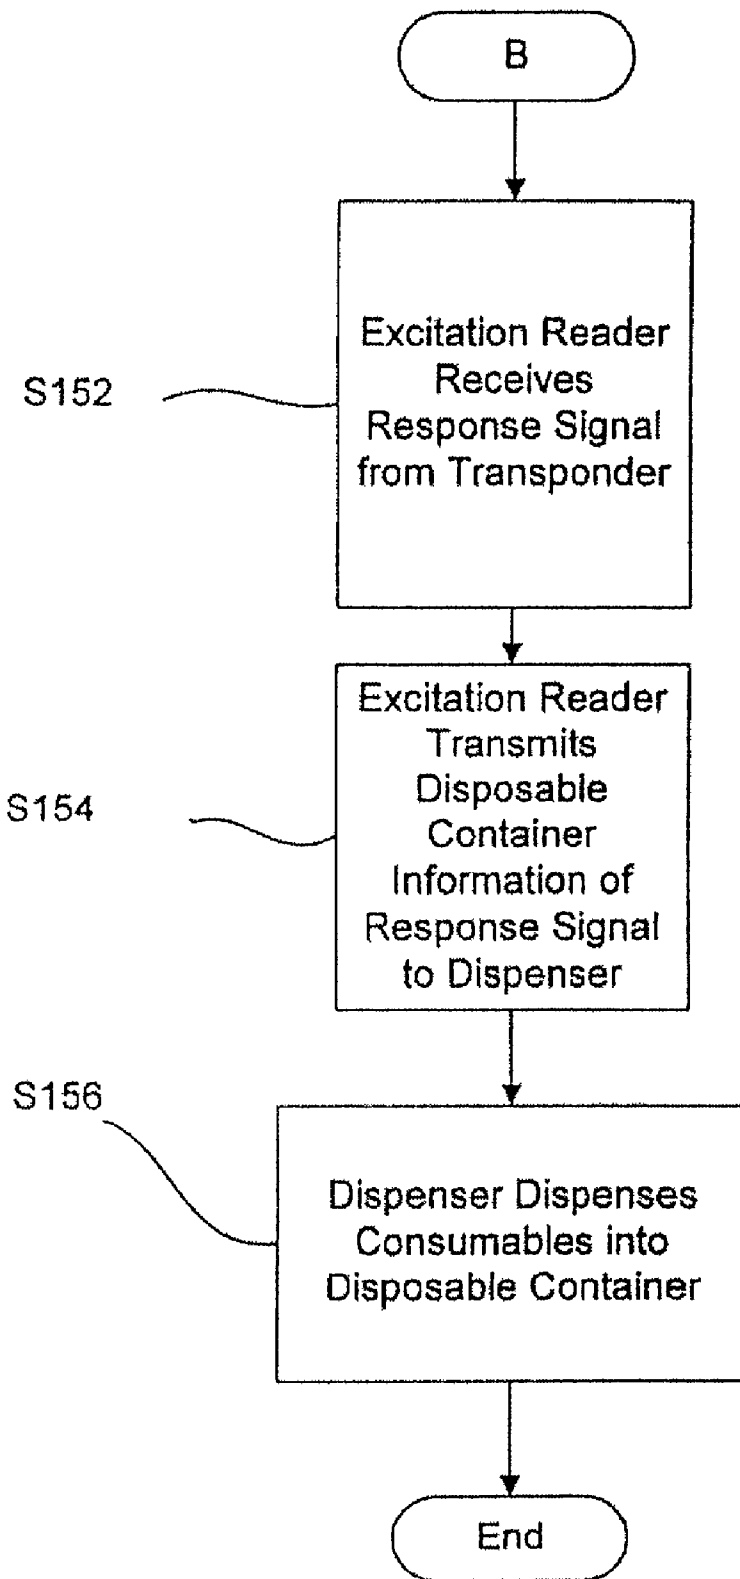 B
S152
Excitation Reader
Receives
Response Signal
from Transponder
S154
Excitation Reader
Transmits
Disposable
Container
Information of
Response Signal
to Dispenser
S156
Dispenser Dispenses
Consumables into
Disposable Container
End